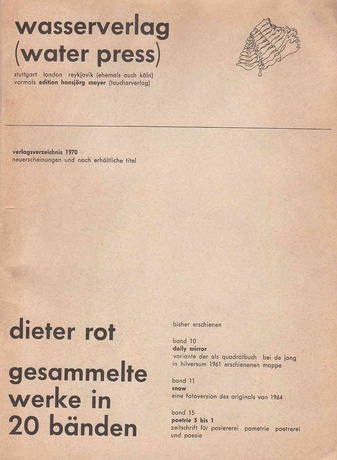 wasserverlag
(water press)
stuttgart london reykjavik (ehemals auch köln)
vormals edition hansjörg mayer (taucherverlag)
verlagsverzeichnis 1970
neuerscheinungen und noch erhältliche titel
dieter rot
gesammelte
werke in
20 bänden
bisher erschienen
band 10
daily mirror
variante der als quadratbuch bei de jong
in hilversum 1961 erschienenen mappe
band 11
snow
eine fotoversion des originals von 1964
band 15
poetrie 5 bis 1
zeitschrift für posiererei pometrie poetrerei
und poesie